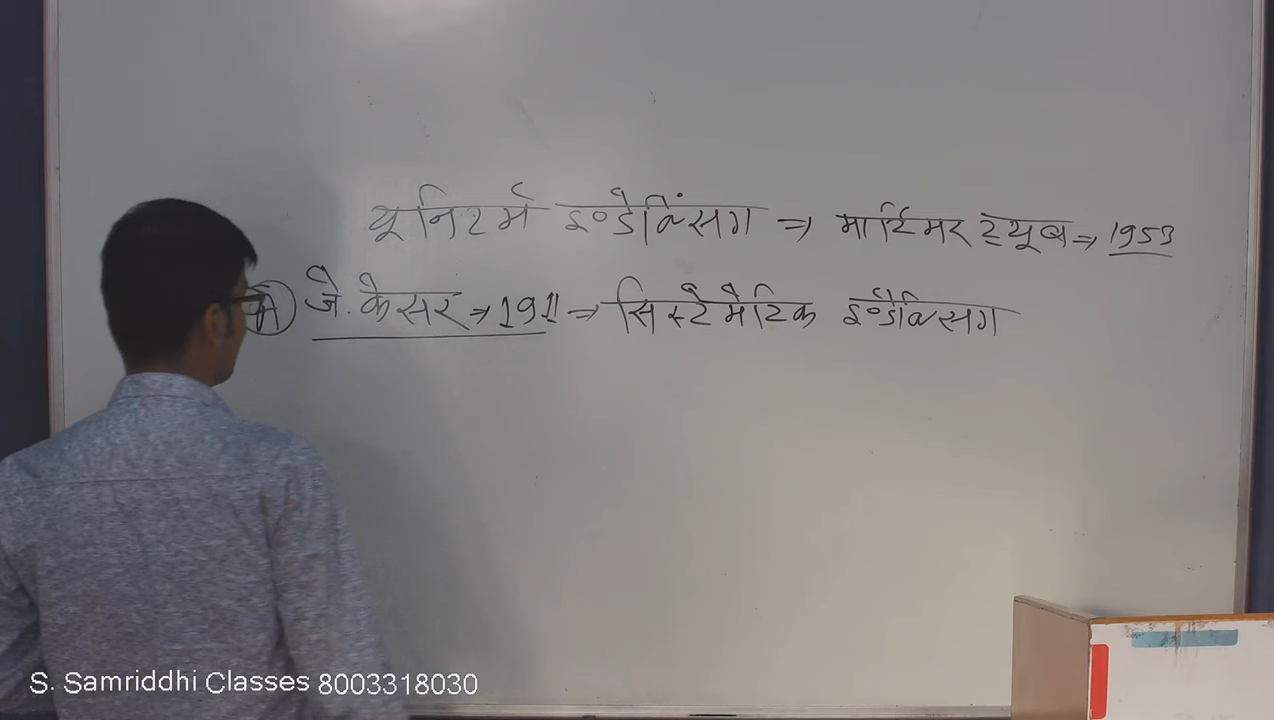 यूनिटर्म इण्डेक्सिंग ⇒ मार्टिमर ट्यूब ⇒ 1953
A जे. कैसर → 1911 ⇒ सिस्टेमेटिक इण्डेक्सिग
S. Samriddhi Classes 8003318030